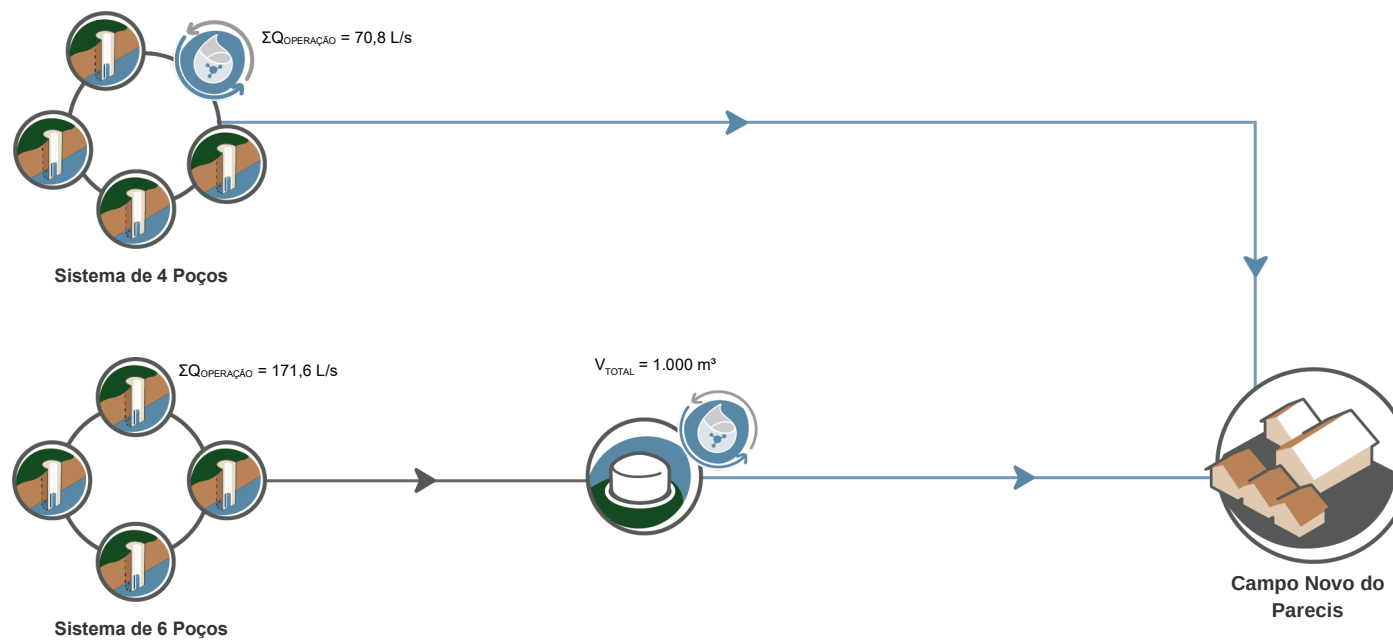 ΣQOPERAÇÃO = 70,8 L/s
Sistema de 4 Poços
ΣQOPERAÇÃO = 171,6 L/s
VTOTAL = 1.000 m³
Sistema de 6 Poços
Campo Novo do
Parecis